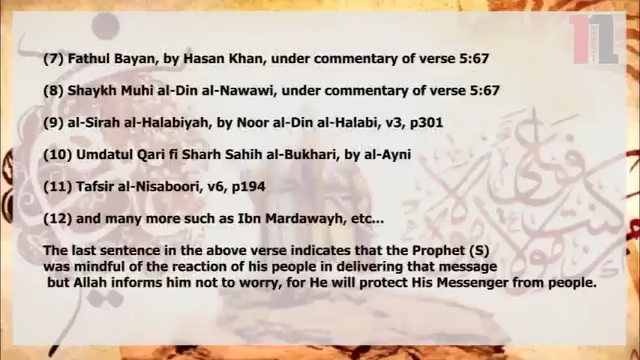 (7) Fathul Bayan, by Hasan Khan, under commentary of verse 5:67
(8) Shaykh Muhi al-Din al-Nawawi, under commentary of verse 5:67
(9) al-Sirah al-Halabiyah, by Noor al-Din al-Halabi, v3, p301
(10) Umdatul Qari fi Sharh Sahih al-Bukhari, by al-Ayni
(11) Tafsir al-Nisaboori, v6, p194
(12) and many more such as Ibn Mardawayh, etc...
The last sentence in the above verse indicates that the Prophet (S)
was mindful of the reaction of his people in delivering that message
but Allah informs him not to worry, for He will protect His Messenger from people.